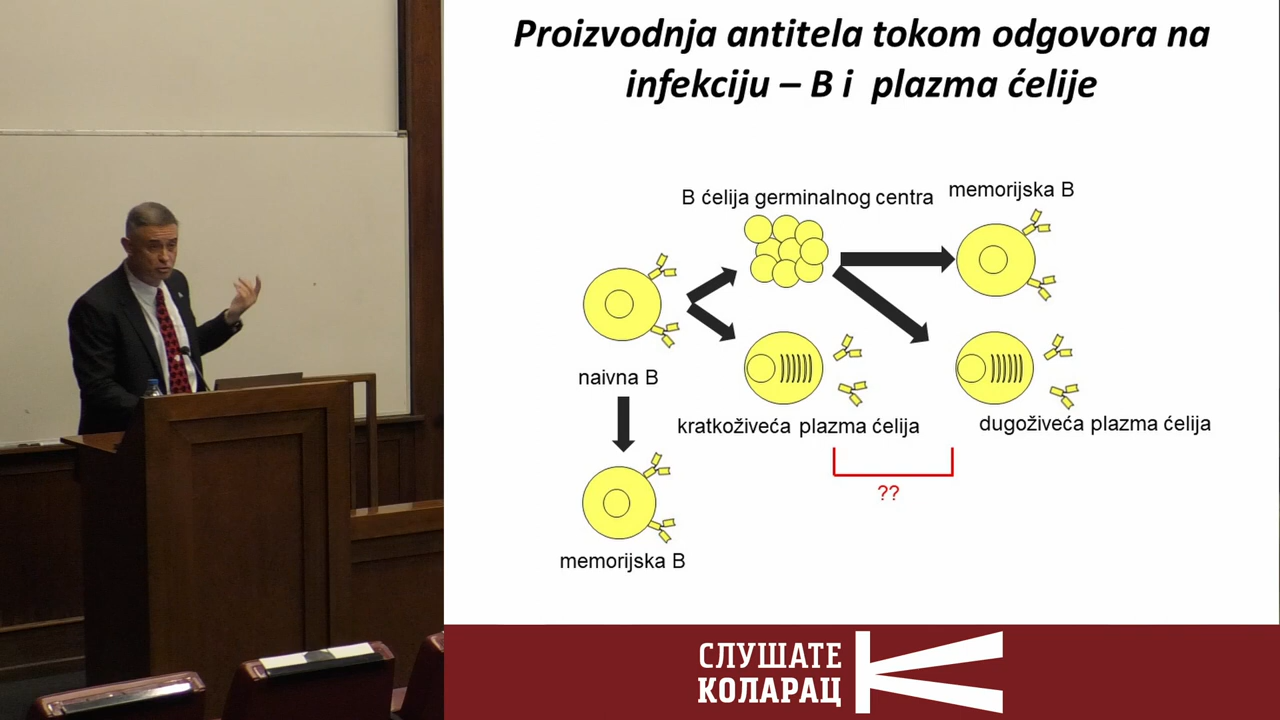 Proizvodnja antitela tokom odgovora na
infekciju – B i plazma ćelije
B ćelija germinalnog centra
memorijska B
naivna B
kratkoživeća plazma ćelija
dugoživeća plazma ćelija
??
memorijska B
СЛУШАТЕ
КОЛАРАЦ